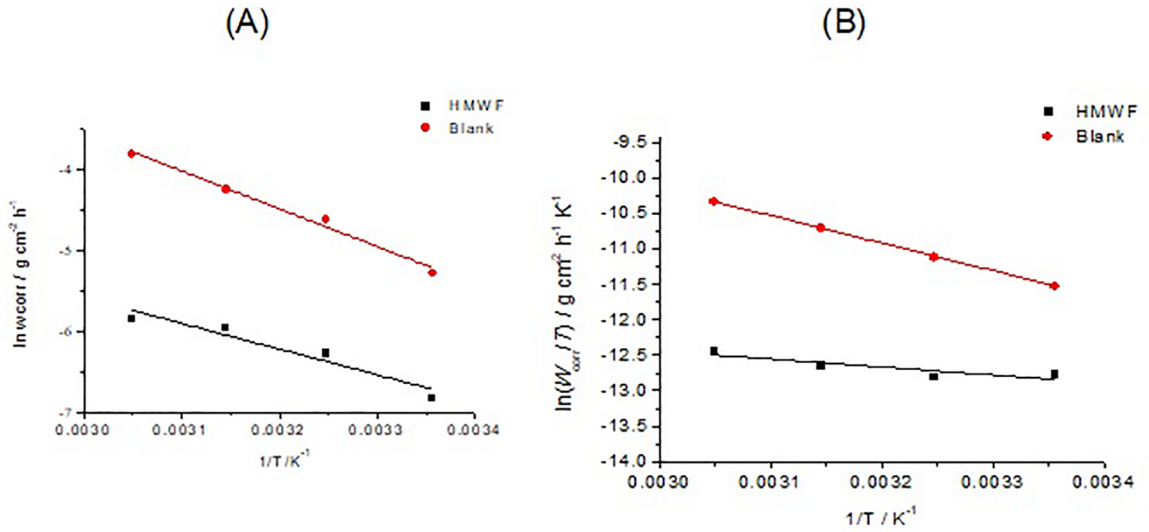 (A)
(B)
HMWF
Blank
ln wcorr / g cm⁻² h⁻¹
-4
-5
-6
-7
0.0030
0.0031
0.0032
0.0033
0.0034
1/T /K⁻¹
HMWF
Blank
ln(Wcorr/T) / g cm² h⁻¹ K¹
-9.5
-10.0
-10.5
-11.0
-11.5
-12.0
-12.5
-13.0
-13.5
-14.0
0.0030
0.0031
0.0032
0.0033
0.0034
1/T / K⁻¹